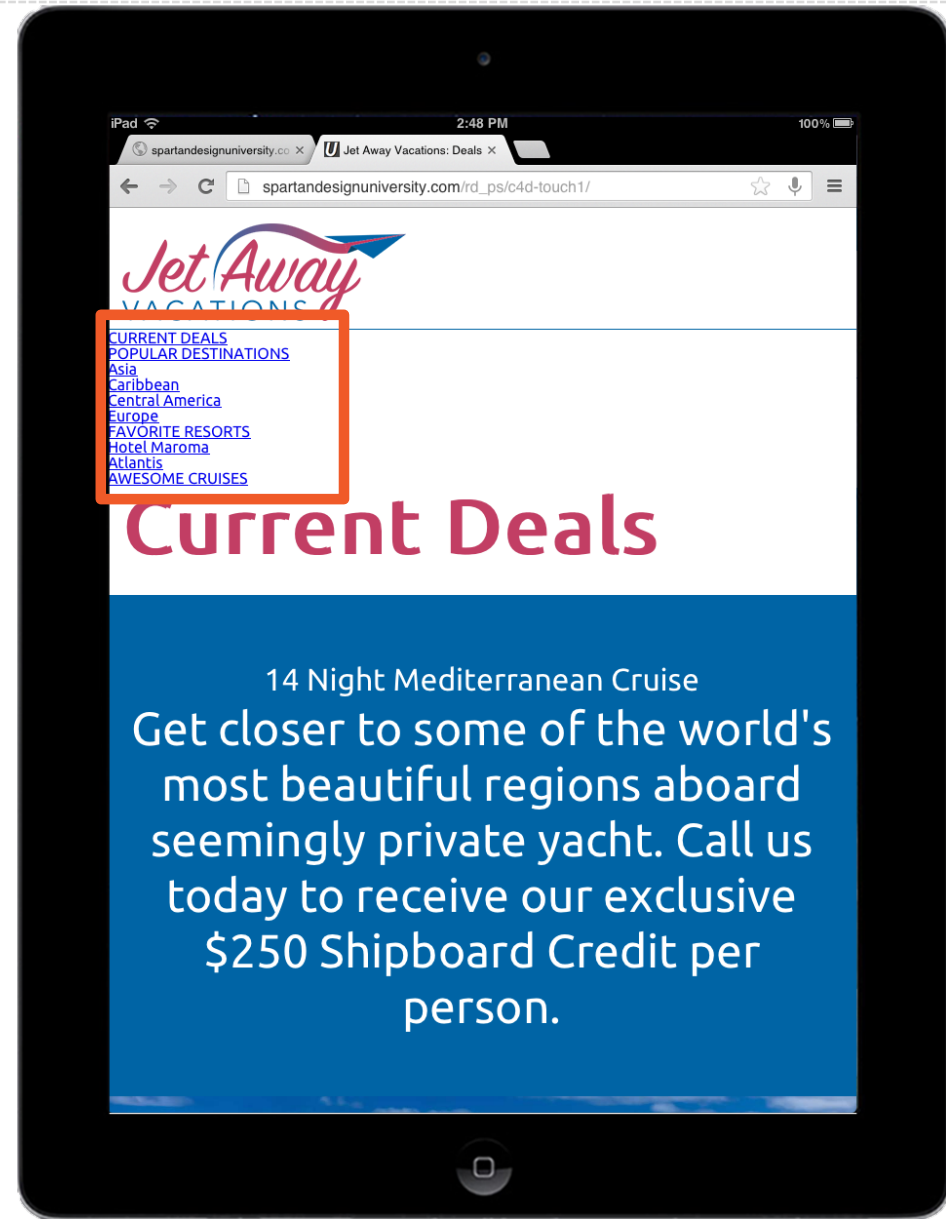 iPad 2:48 PM 100%
spartandesignuniversity.co × Jet Away Vacations: Deals ×
spartandesignuniversity.com/rd_ps/c4d-touch1/
Jet Away
VACATIONS
CURRENT DEALS
POPULAR DESTINATIONS
Asia
Caribbean
Central America
Europe
FAVORITE RESORTS
Hotel Maroma
Atlantis
AWESOME CRUISES
Current Deals
14 Night Mediterranean Cruise
Get closer to some of the world's
most beautiful regions aboard
seemingly private yacht. Call us
today to receive our exclusive
$250 Shipboard Credit per
person.